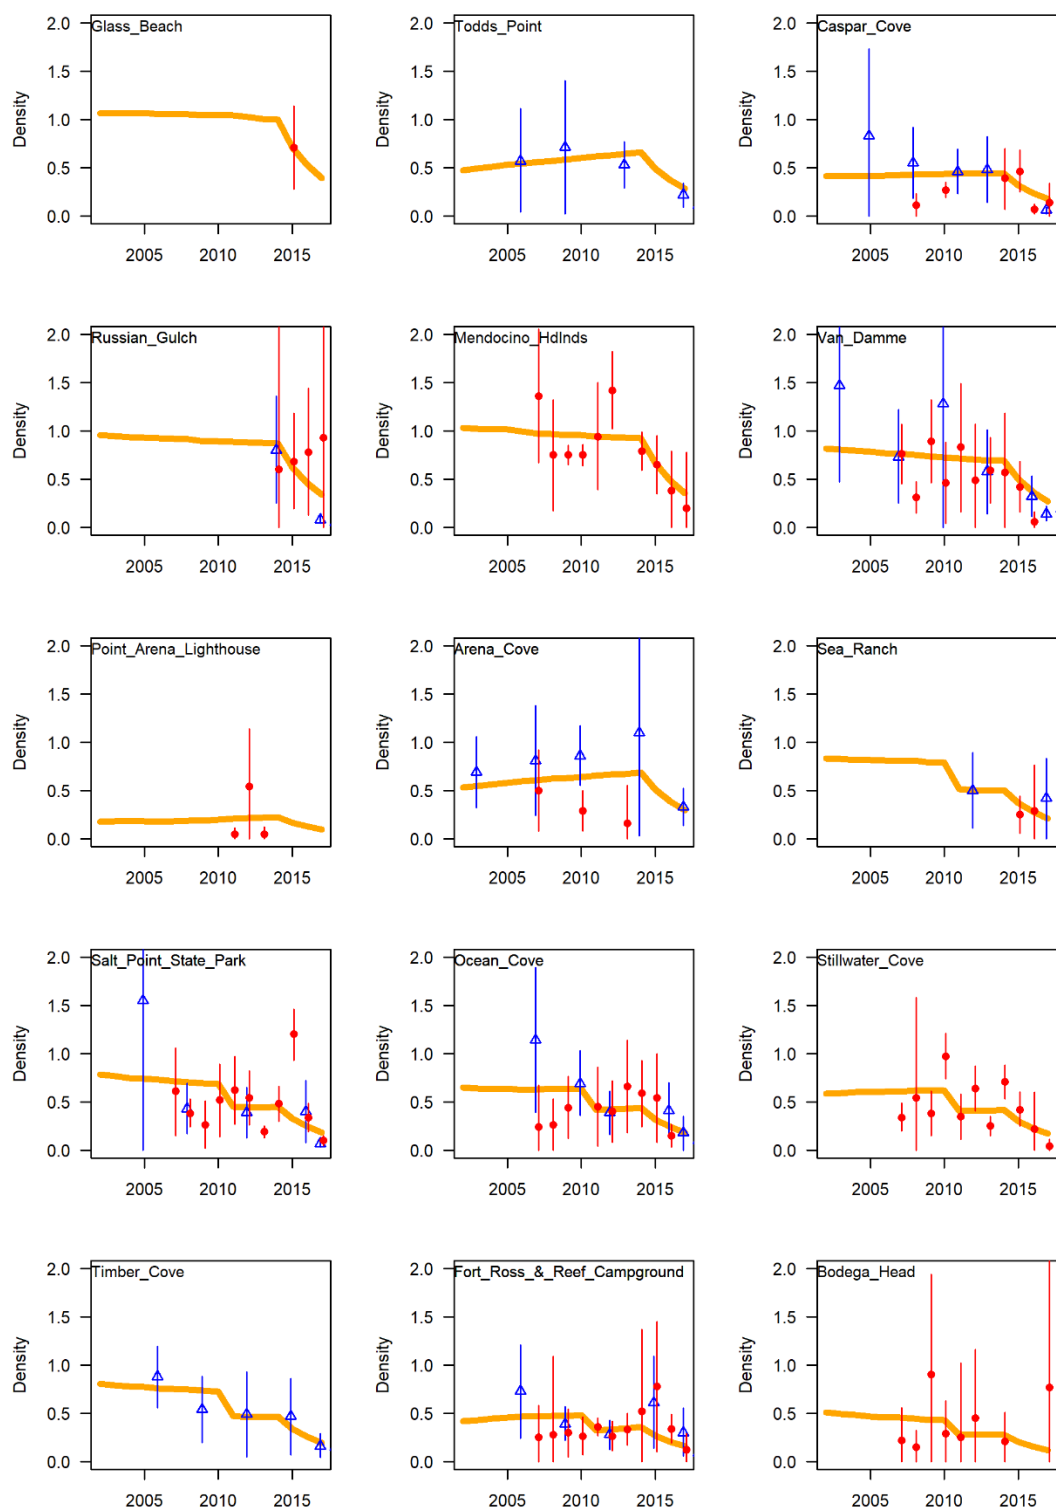 Glass_Beach
Todds_Point
Caspar_Cove
2.0 2.0 2.0
1.5 1.5 1.5
Density Density Density
1.0 1.0 1.0
0.5 0.5 0.5
0.0 0.0 0.0
2005 2010 2015 2005 2010 2015 2005 2010 2015
Russian_Gulch
Mendocino_Hdlnds
Van_Damme
2.0 2.0 2.0
1.5 1.5 1.5
Density Density Density
1.0 1.0 1.0
0.5 0.5 0.5
0.0 0.0 0.0
2005 2010 2015 2005 2010 2015 2005 2010 2015
Point_Arena_Lighthouse
Arena_Cove
Sea_Ranch
2.0 2.0 2.0
1.5 1.5 1.5
Density Density Density
1.0 1.0 1.0
0.5 0.5 0.5
0.0 0.0 0.0
2005 2010 2015 2005 2010 2015 2005 2010 2015
Salt_Point_State_Park
Ocean_Cove
Stillwater_Cove
2.0 2.0 2.0
1.5 1.5 1.5
Density Density Density
1.0 1.0 1.0
0.5 0.5 0.5
0.0 0.0 0.0
2005 2010 2015 2005 2010 2015 2005 2010 2015
Timber_Cove
Fort_Ross_&_Reef_Campground
Bodega_Head
2.0 2.0 2.0
1.5 1.5 1.5
Density Density Density
1.0 1.0 1.0
0.5 0.5 0.5
0.0 0.0 0.0
2005 2010 2015 2005 2010 2015 2005 2010 2015